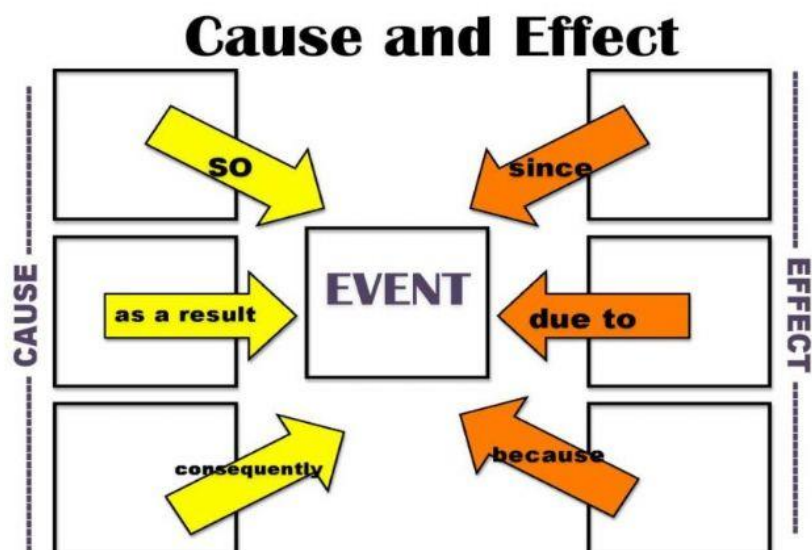 Cause and Effect
so
since
CAUSE
EVENT
EFFECT
as a result
due to
consequently
because